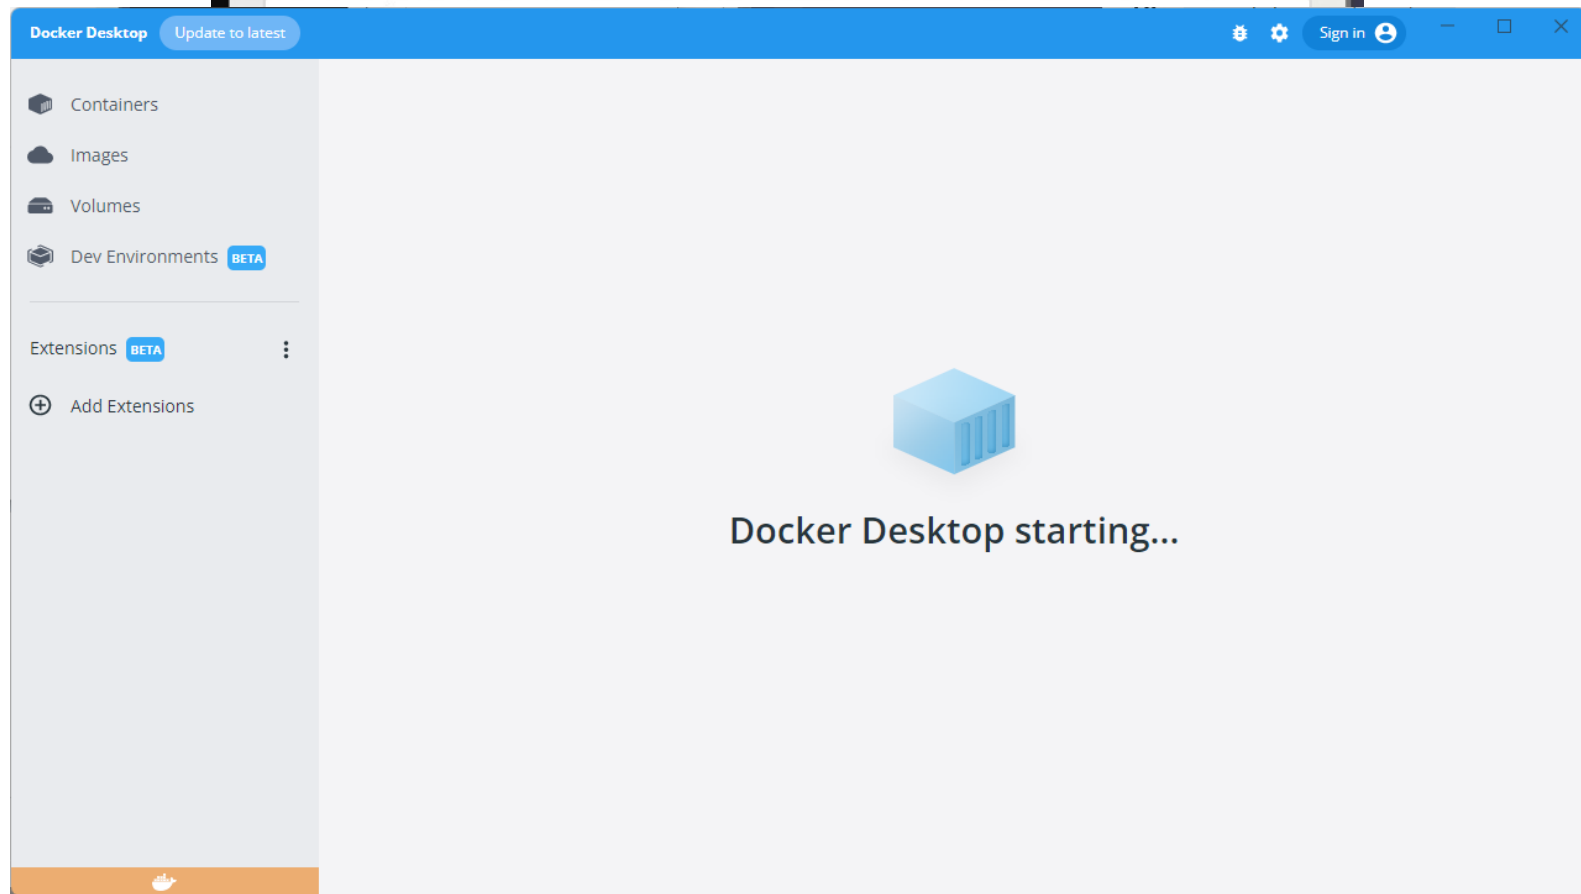 Docker Desktop Update to latest Sign in
Containers
Images
Volumes
Dev Environments BETA
Extensions BETA
Add Extensions
Docker Desktop starting...